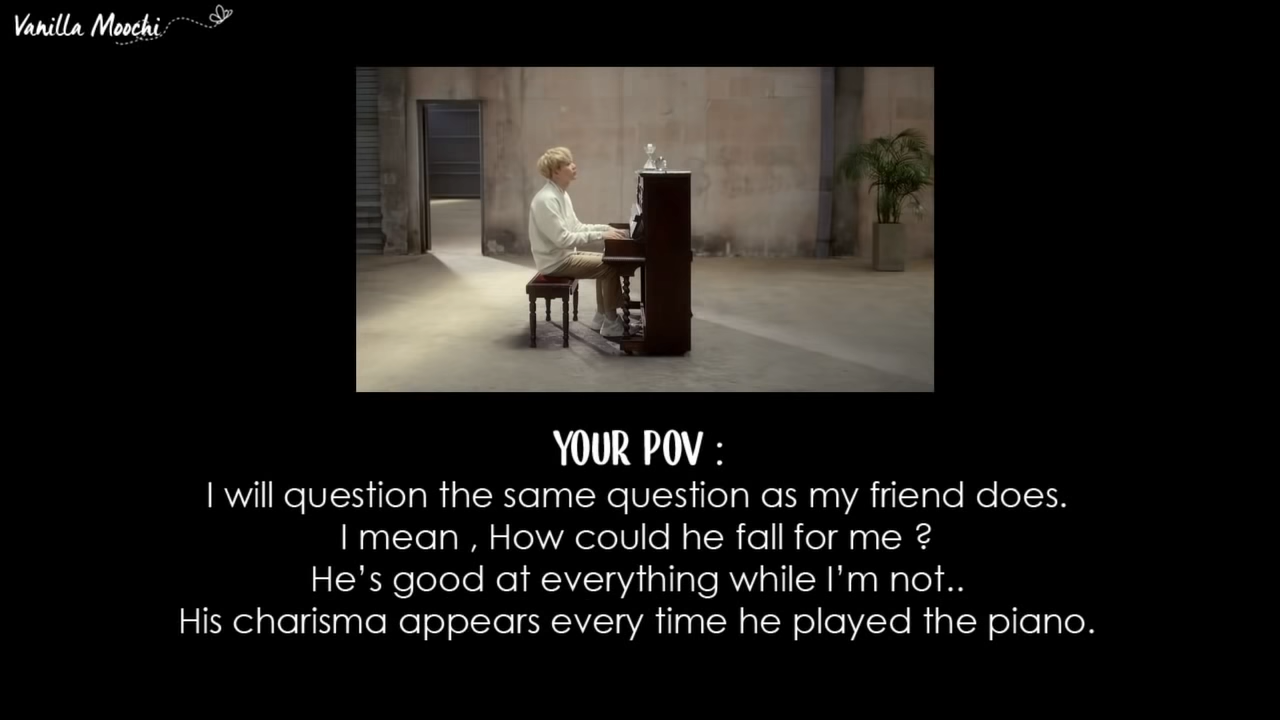 Vanilla Moochi
YOUR POV :
I will question the same question as my friend does.
I mean , How could he fall for me ?
He's good at everything while I'm not..
His charisma appears every time he played the piano.